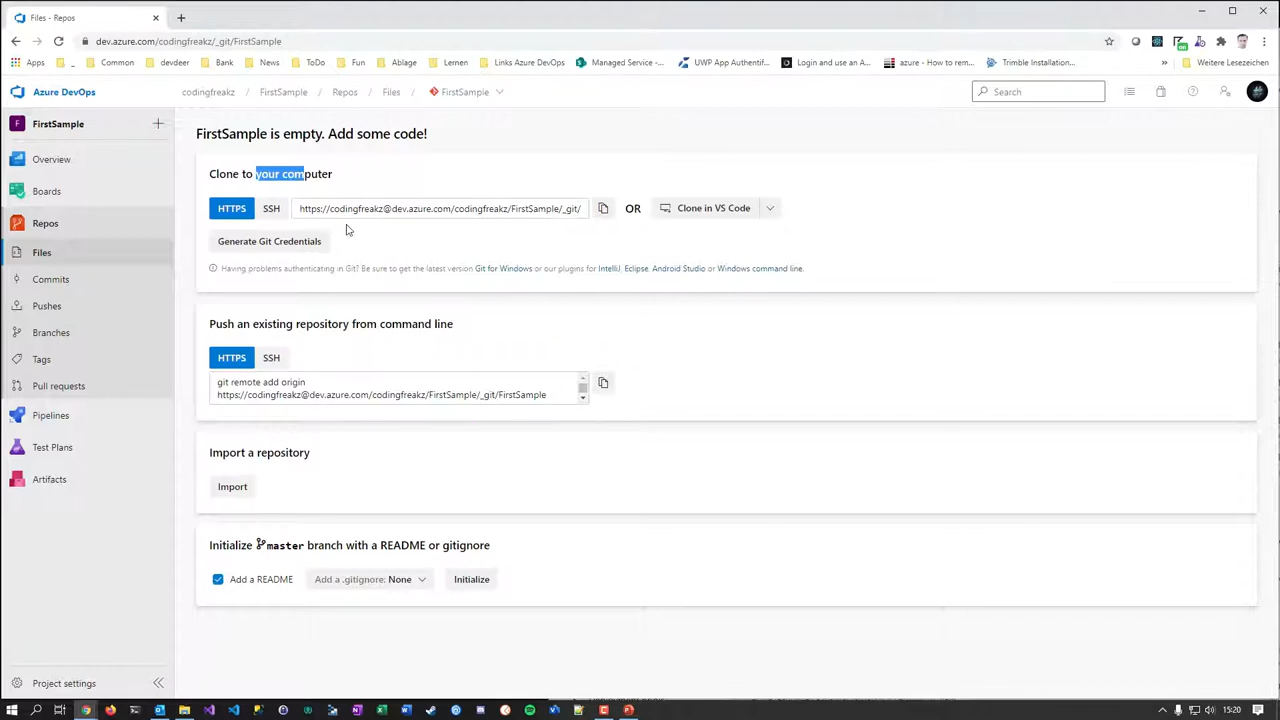 Files - Repos
dev.azure.com/codingfreakz/_git/FirstSample
Apps _ Common devdeer Bank News ToDo Fun Ablage Lernen Links Azure DevOps Managed Service -... UWP App Authentif... Login and use an A... azure - How to rem... Trimble Installation... » Weitere Lesezeichen
Azure DevOps
codingfreakz / FirstSample / Repos / Files / FirstSample
Search
F FirstSample
Overview
Boards
Repos
Files
Commits
Pushes
Branches
Tags
Pull requests
Pipelines
Test Plans
Artifacts
Project settings
FirstSample is empty. Add some code!
Clone to your computer
HTTPS SSH https://codingfreakz@dev.azure.com/codingfreakz/FirstSample/_git/ OR Clone in VS Code
Generate Git Credentials
Having problems authenticating in Git? Be sure to get the latest version Git for Windows or our plugins for IntelliJ, Eclipse, Android Studio or Windows command line.
Push an existing repository from command line
HTTPS SSH
git remote add origin
https://codingfreakz@dev.azure.com/codingfreakz/FirstSample/_git/FirstSample
Import a repository
Import
Initialize master branch with a README or gitignore
Add a README Add a .gitignore: None Initialize
15:20